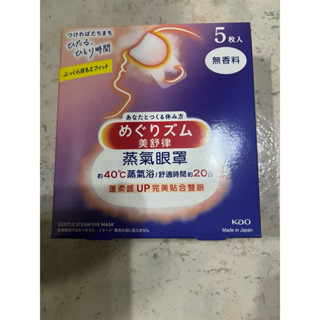 つければたちまち
ひたる、
ひとり時間
ふっくら目もとフィット
5枚入
無香料
あなたとつくる休み方
めぐりズム
美舒律
蒸氣眼罩
約40℃蒸氣浴/舒適時間約20分
蓬柔感UP完美貼合雙眼
GENTLE STEAM EYE MASK
Kao
Made in Japan